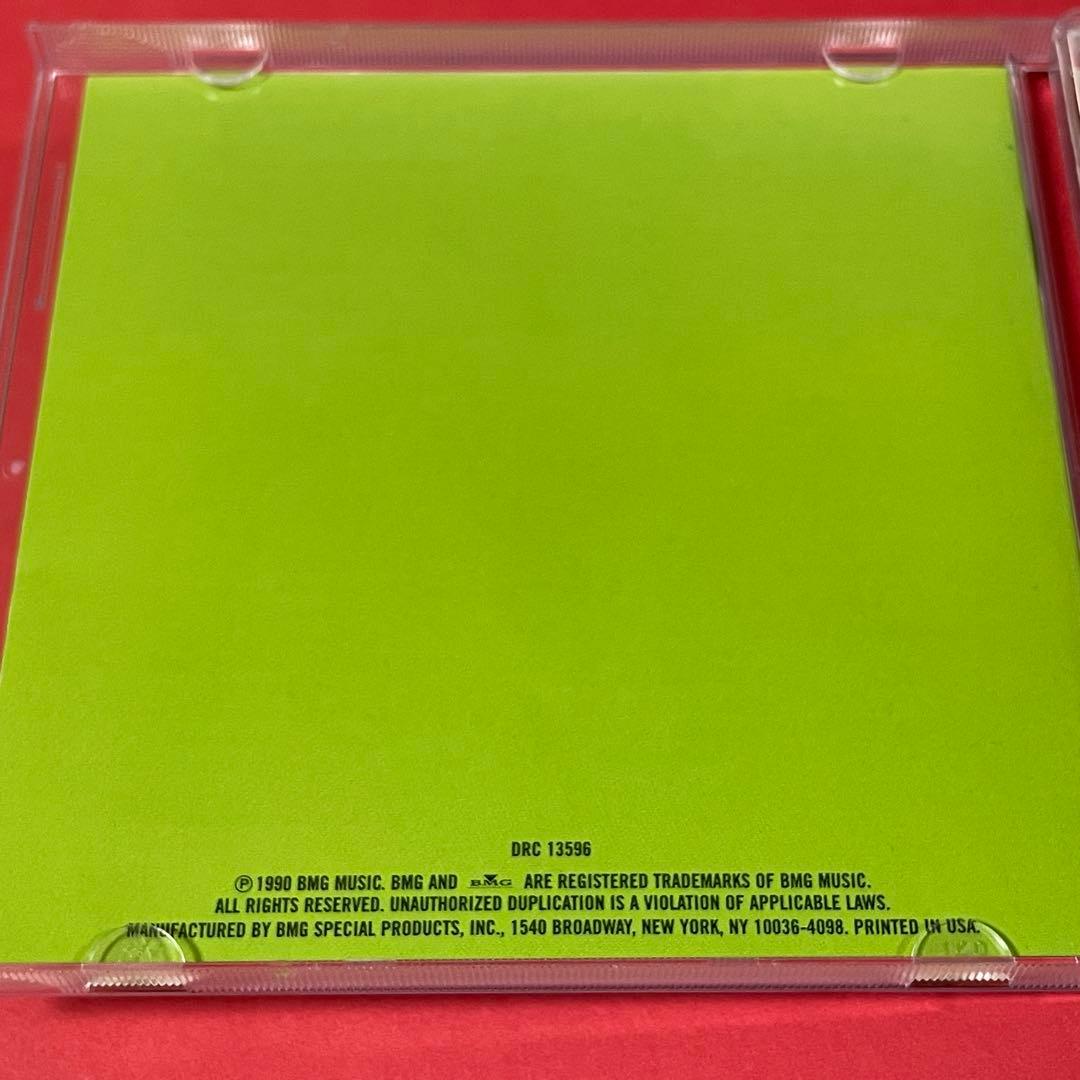 DRC 13596
℗ 1990 BMG MUSIC. BMG AND BMG ARE REGISTERED TRADEMARKS OF BMG MUSIC.
ALL RIGHTS RESERVED. UNAUTHORIZED DUPLICATION IS A VIOLATION OF APPLICABLE LAWS.
MANUFACTURED BY BMG SPECIAL PRODUCTS, INC., 1540 BROADWAY, NEW YORK, NY 10036-4098. PRINTED IN USA.